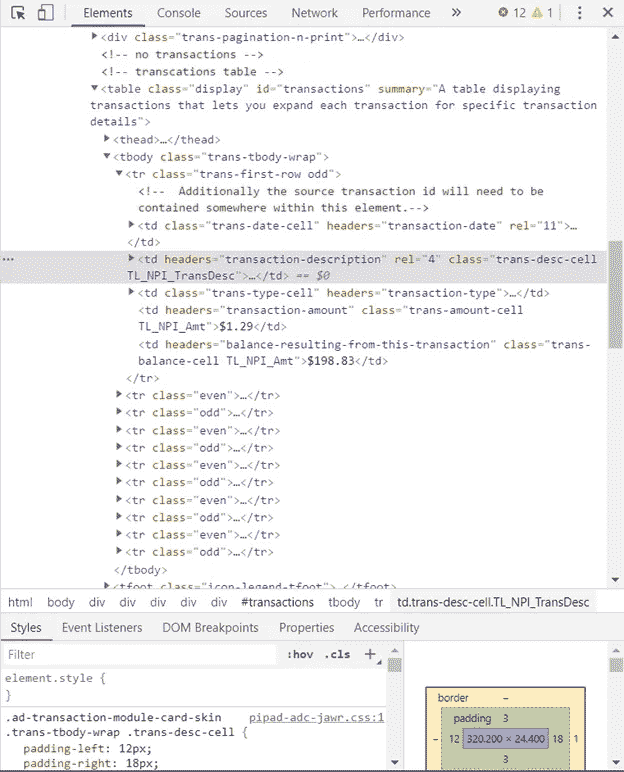 Elements Console Sources Network Performance » 12 1
<div class="trans-pagination-n-print">…</div>
<!-- no transactions -->
<!-- transcations table -->
<table class="display" id="transactions" summary="A table displaying
transactions that lets you expand each transaction for specific transaction
details">
<thead>…</thead>
<tbody class="trans-tbody-wrap">
<tr class="trans-first-row odd">
<!-- Additionally the source transaction id will need to be
contained somewhere within this element.-->
<td class="trans-date-cell" headers="transaction-date" rel="11">…
</td>
<td headers="transaction-description" rel="4" class="trans-desc-cell
TL_NPI_TransDesc">…</td> == $0
<td class="trans-type-cell" headers="transaction-type">…</td>
<td headers="transaction-amount" class="trans-amount-cell
TL_NPI_Amt">$1.29</td>
<td headers="balance-resulting-from-this-transaction" class="trans-
balance-cell TL_NPI_Amt">$198.83</td>
</tr>
<tr class="even">…</tr>
<tr class="odd">…</tr>
<tr class="even">…</tr>
<tr class="odd">…</tr>
<tr class="even">…</tr>
<tr class="odd">…</tr>
<tr class="even">…</tr>
<tr class="odd">…</tr>
<tr class="even">…</tr>
<tr class="odd">…</tr>
</tbody>
<tfoot class="icon-legend-tfoot">…</tfoot>
html body div div div div div #transactions tbody tr td.trans-desc-cell.TL_NPI_TransDesc
Styles Event Listeners DOM Breakpoints Properties Accessibility
Filter :hov .cls +
element.style {
}
.ad-transaction-module-card-skin pipad-adc-jawr.css:1
.trans-tbody-wrap .trans-desc-cell {
padding-left: 12px;
padding-right: 18px;
border –
padding 3
– 12 320.200 × 24.400 18 1
3